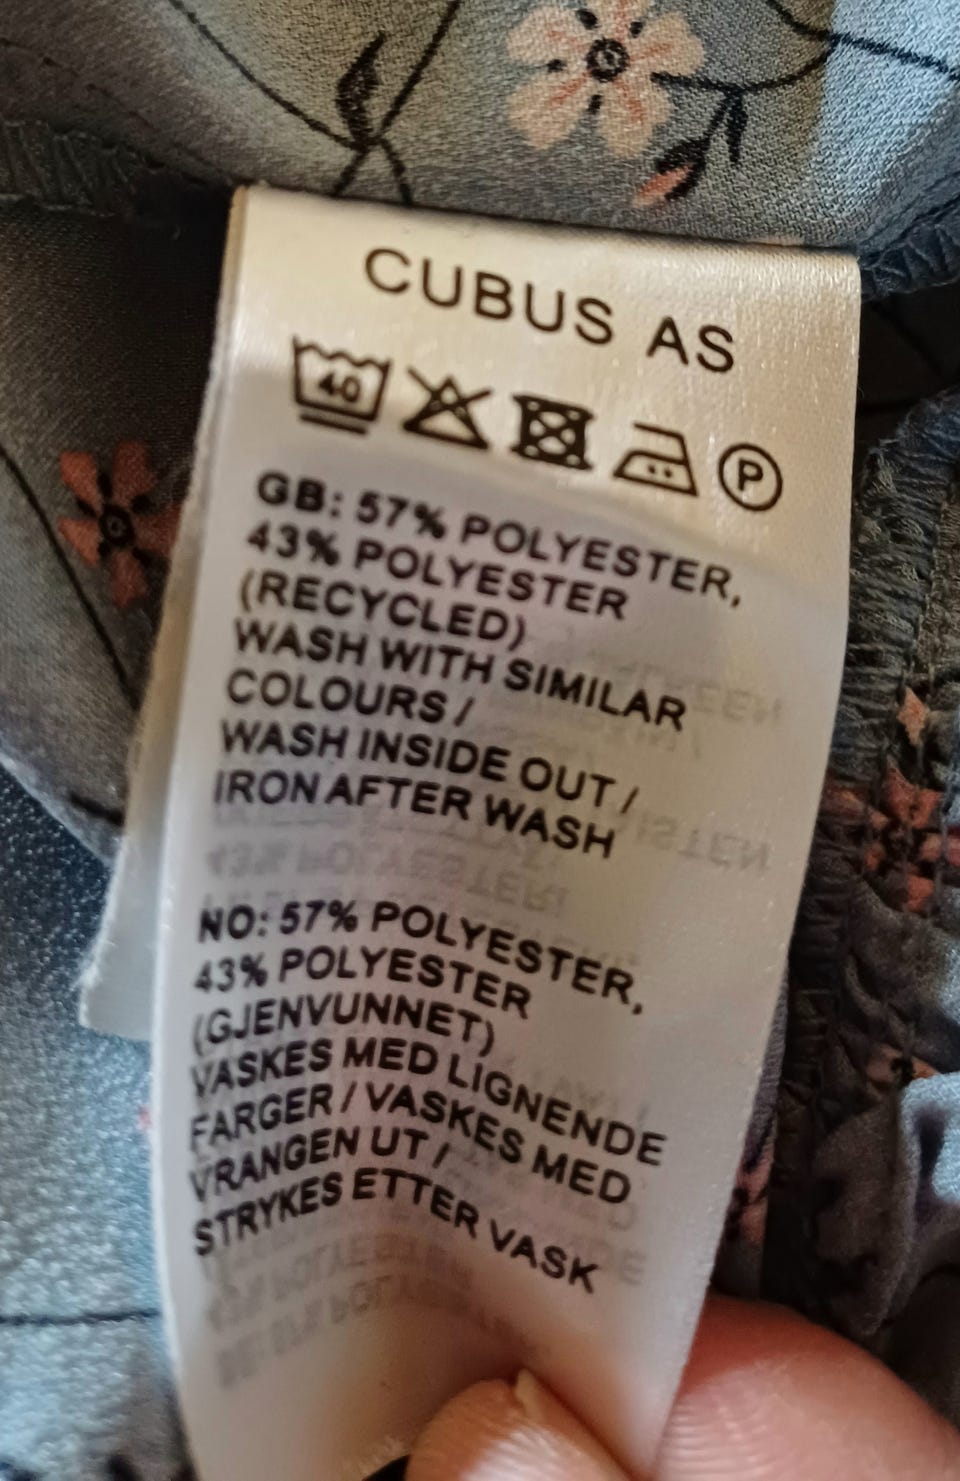 CUBUS AS
40 P
GB: 57% POLYESTER,
43% POLYESTER
(RECYCLED)
WASH WITH SIMILAR
COLOURS /
WASH INSIDE OUT /
IRON AFTER WASH
NO: 57% POLYESTER,
43% POLYESTER
(GJENVUNNET)
VASKES MED LIGNENDE
FARGER / VASKES MED
VRANGEN UT /
STRYKES ETTER VASK